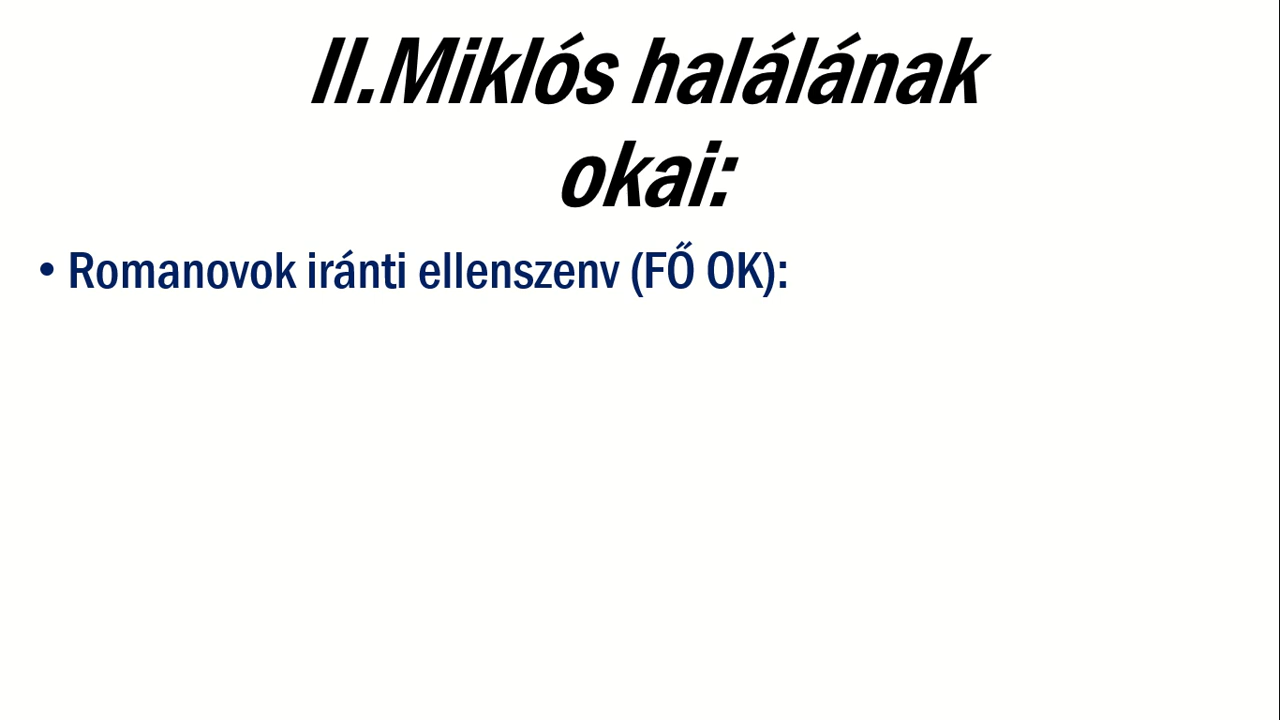 II.Miklós halálának
okai:
• Romanovok iránti ellenszenv (FŐ OK):